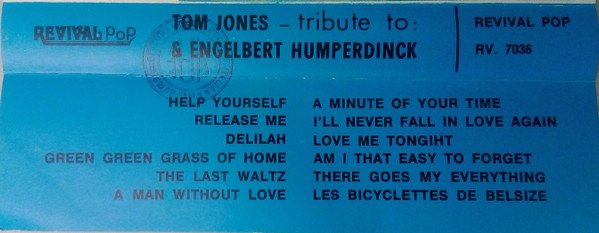 REVIVAL Pop
TOM JONES – tribute to:
& ENGELBERT HUMPERDINCK
REVIVAL POP
RV. 7036
HELP YOURSELF
RELEASE ME
DELILAH
GREEN GREEN GRASS OF HOME
THE LAST WALTZ
A MAN WITHOUT LOVE
A MINUTE OF YOUR TIME
I'LL NEVER FALL IN LOVE AGAIN
LOVE ME TONGIHT
AM I THAT EASY TO FORGET
THERE GOES MY EVERYTHING
LES BICYCLETTES DE BELSIZE